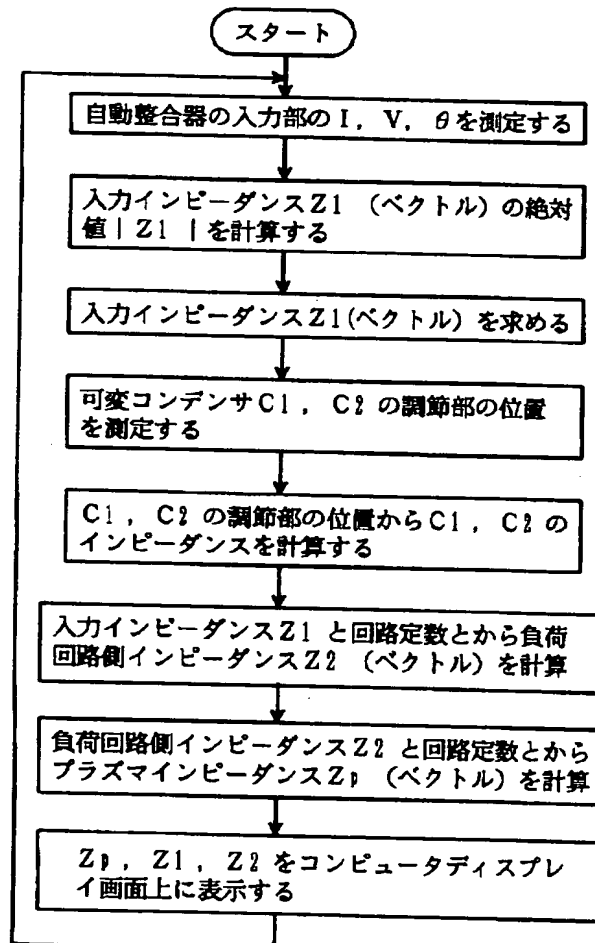 スタート
自動整合器の入力部のI,V,θを測定する
入力インピーダンスZ1 (ベクトル)の絶対
値|Z1|を計算する
入力インピーダンスZ1(ベクトル)を求める
可変コンデンサC1,C2の調節部の位置
を測定する
C1,C2の調節部の位置からC1,C2の
インピーダンスを計算する
入力インピーダンスZ1と回路定数とから負荷
回路側インピーダンスZ2 (ベクトル)を計算
負荷回路側インピーダンスZ2と回路定数とから
プラズマインピーダンスZp (ベクトル)を計算
Zp,Z1,Z2をコンピュータディスプレ
イ画面上に表示する